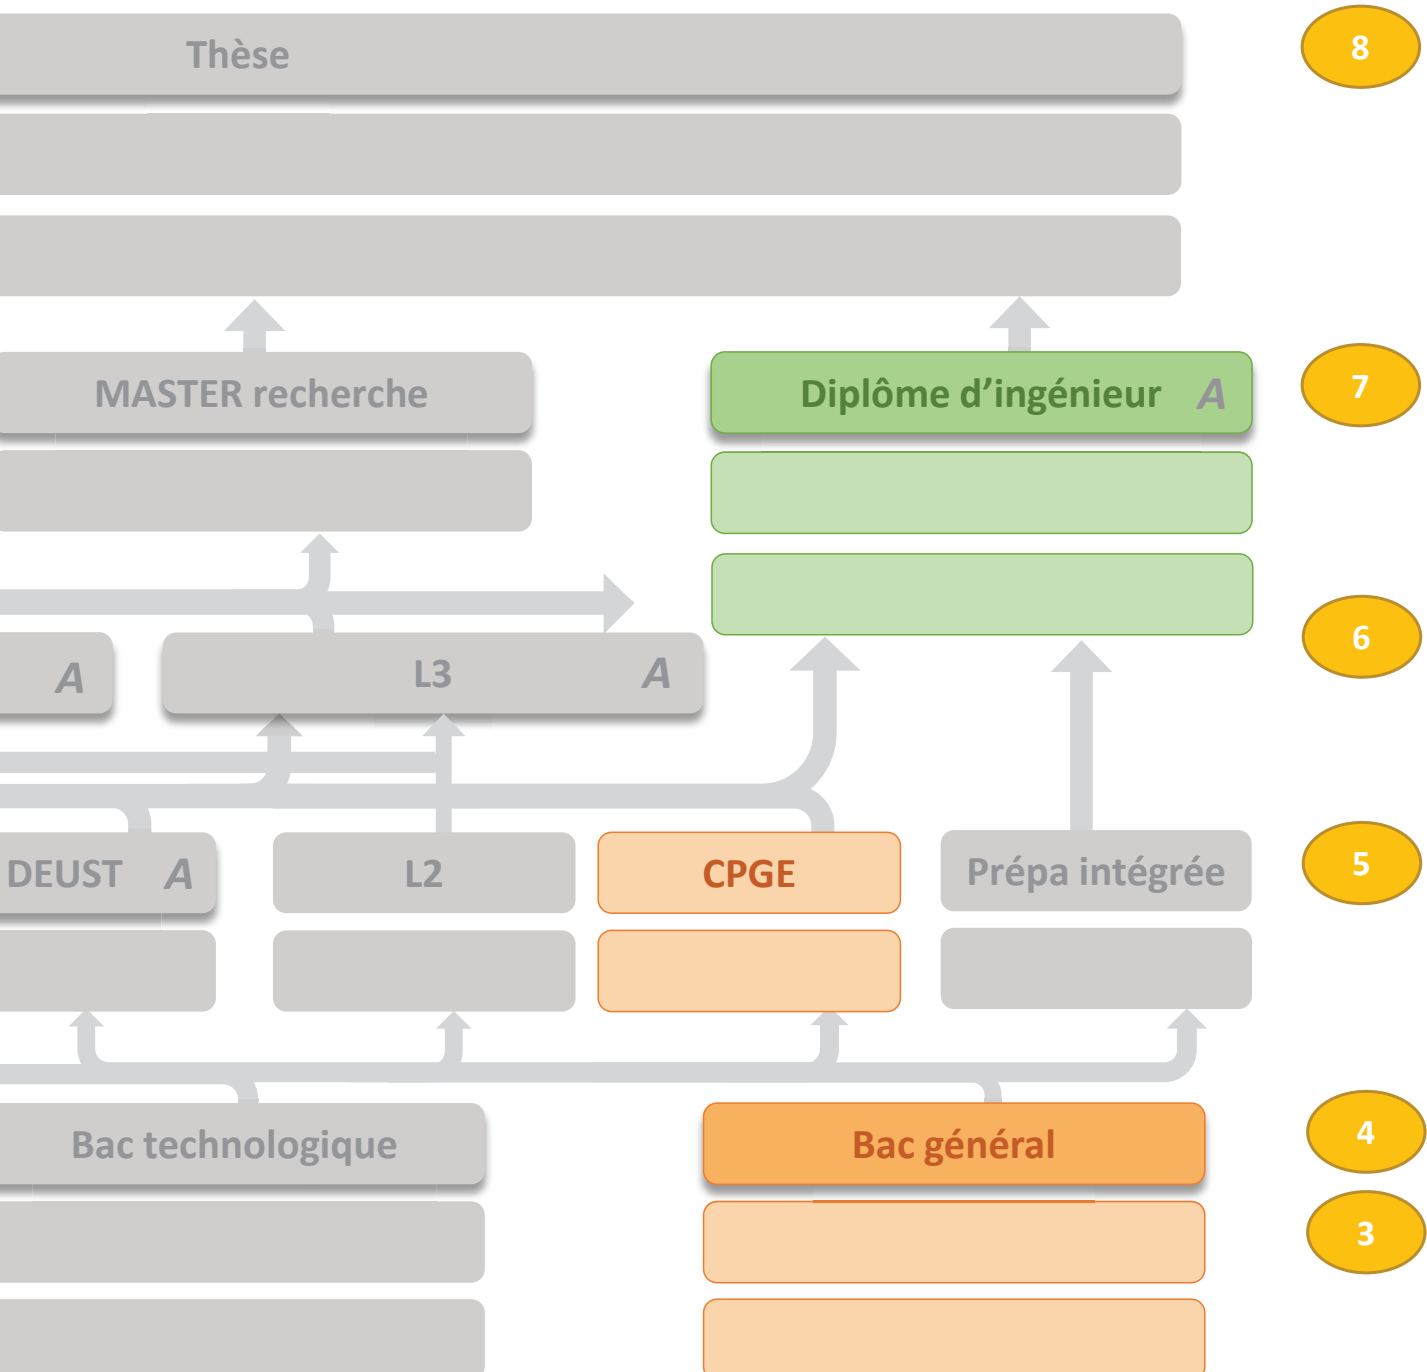 Thèse
8
MASTER recherche
Diplôme d’ingénieur A
7
6
A
L3 A
DEUST A
L2
CPGE
Prépa intégrée
5
Bac technologique
Bac général
4
3